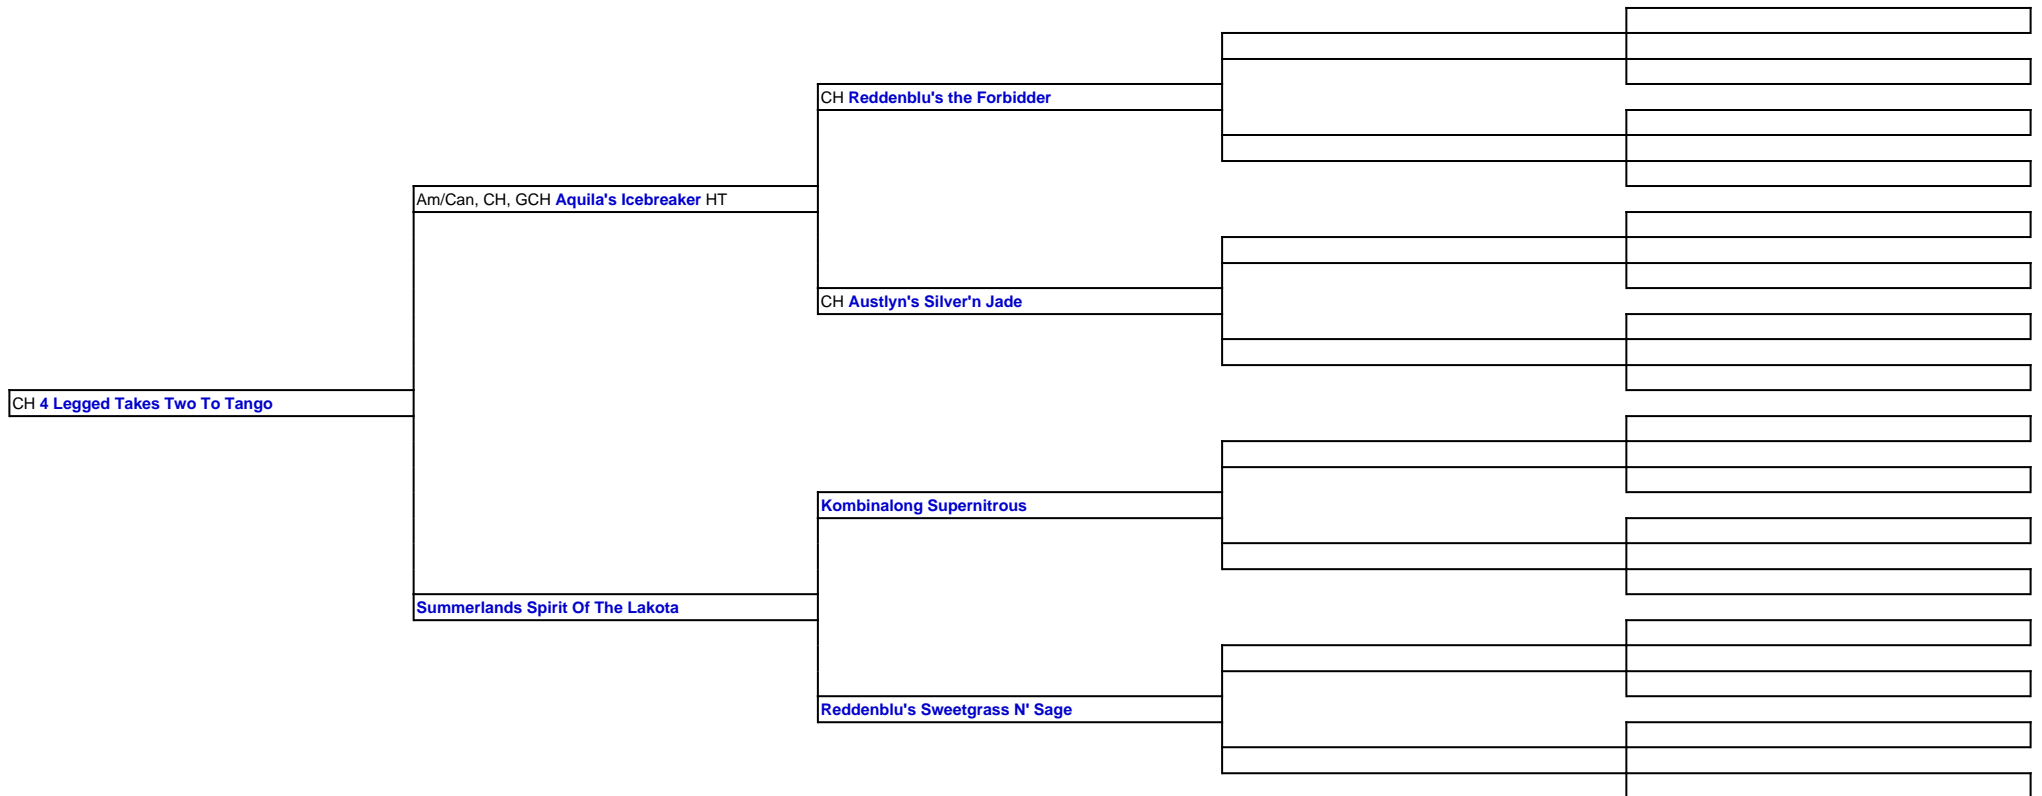 CH Reddenblu's the Forbidder
Am/Can, CH, GCH Aquila's Icebreaker HT
CH Austlyn's Silver'n Jade
CH 4 Legged Takes Two To Tango
Kombinalong Supernitrous
Summerlands Spirit Of The Lakota
Reddenblu's Sweetgrass N' Sage